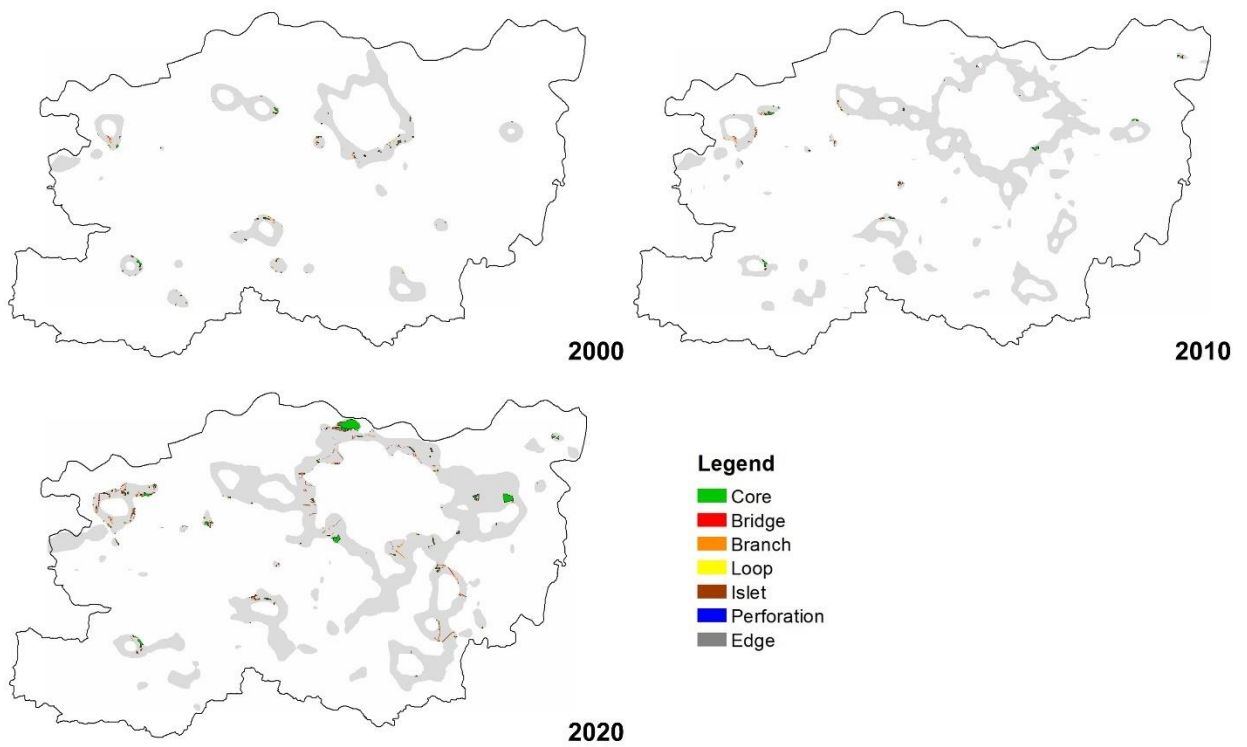 2000
2010
2020
Legend
Core
Bridge
Branch
Loop
Islet
Perforation
Edge